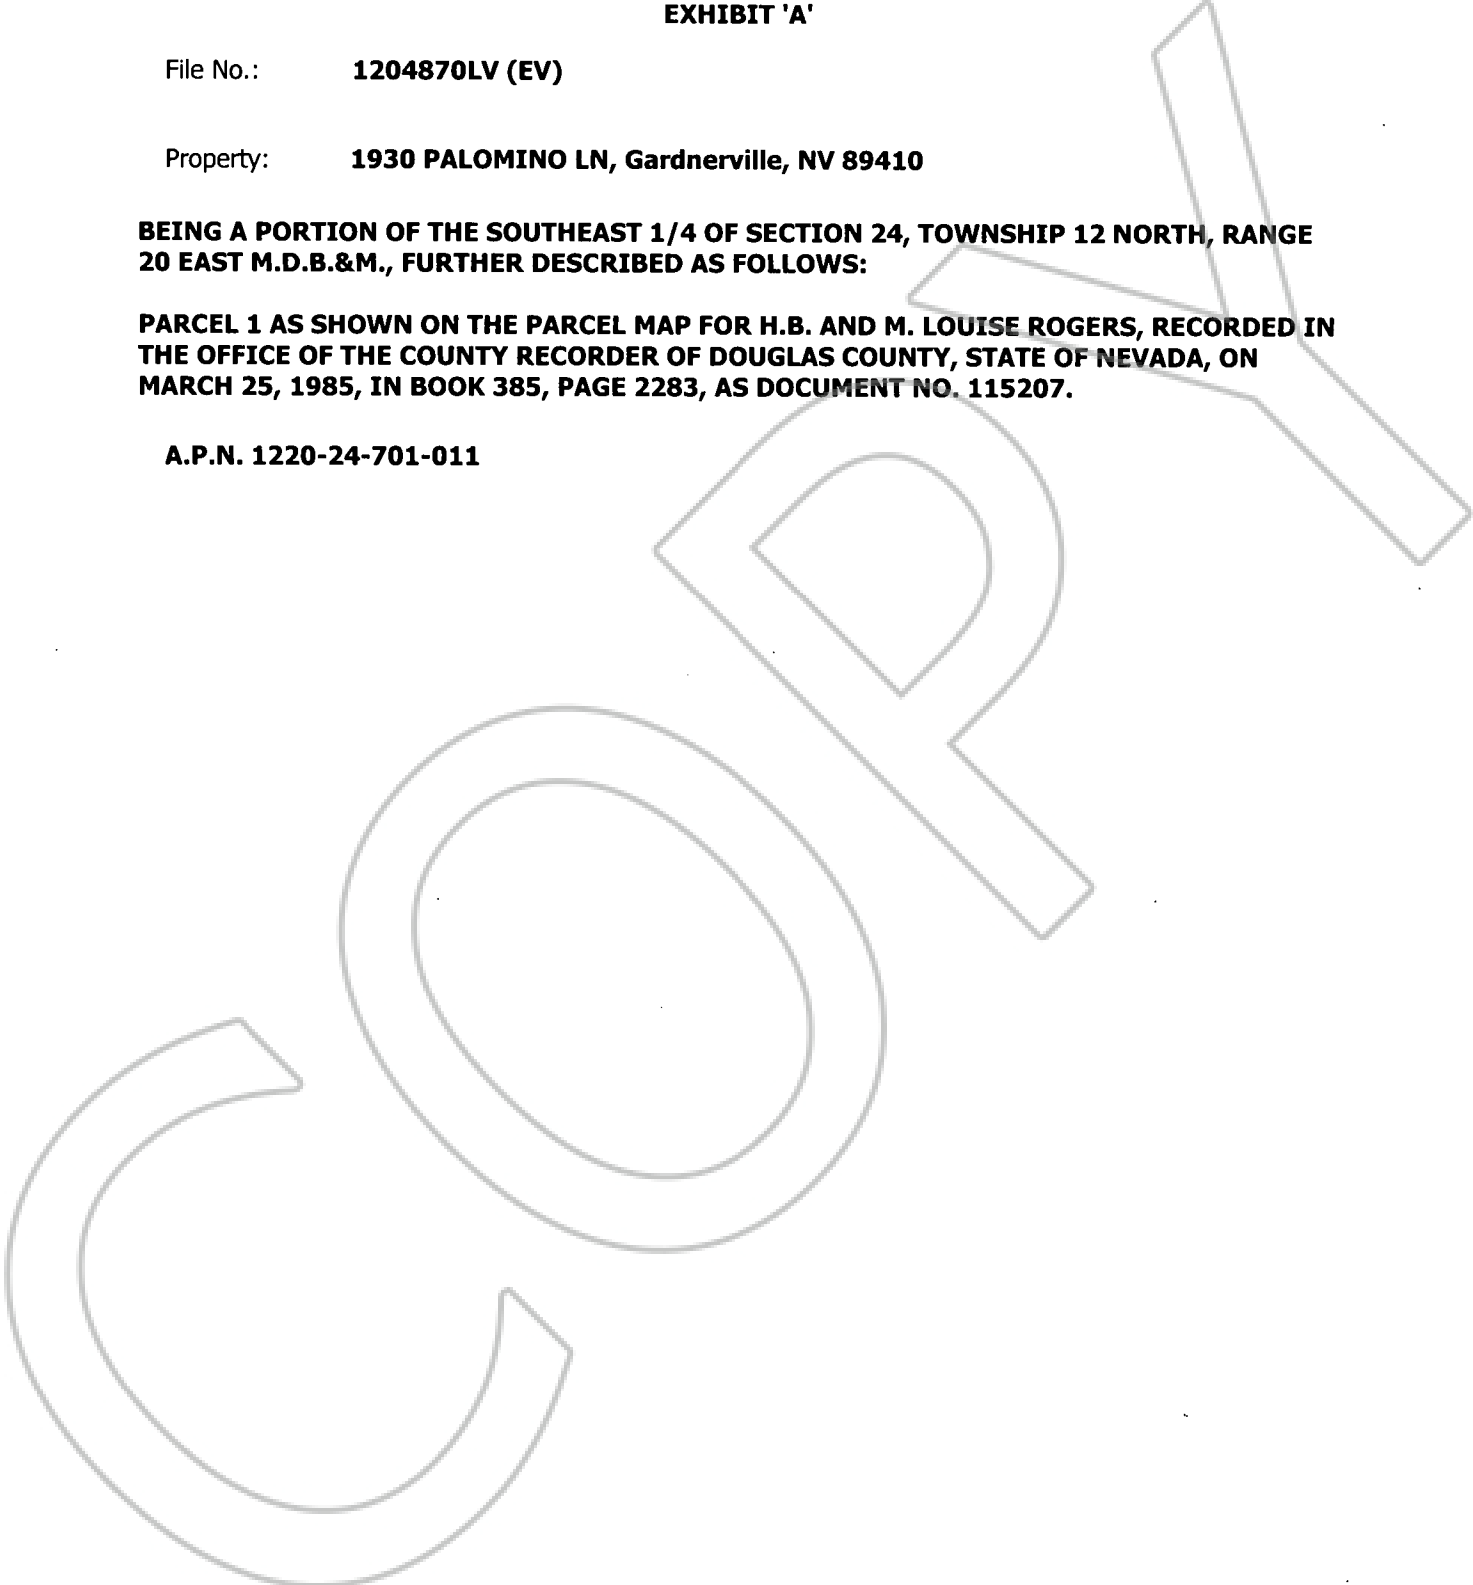 EXHIBIT 'A'
File No.: 1204870LV (EV)
Property: 1930 PALOMINO LN, Gardnerville, NV 89410
BEING A PORTION OF THE SOUTHEAST 1/4 OF SECTION 24, TOWNSHIP 12 NORTH, RANGE
20 EAST M.D.B.&M., FURTHER DESCRIBED AS FOLLOWS:
PARCEL 1 AS SHOWN ON THE PARCEL MAP FOR H.B. AND M. LOUISE ROGERS, RECORDED IN
THE OFFICE OF THE COUNTY RECORDER OF DOUGLAS COUNTY, STATE OF NEVADA, ON
MARCH 25, 1985, IN BOOK 385, PAGE 2283, AS DOCUMENT NO. 115207.
A.P.N. 1220-24-701-011
COPY